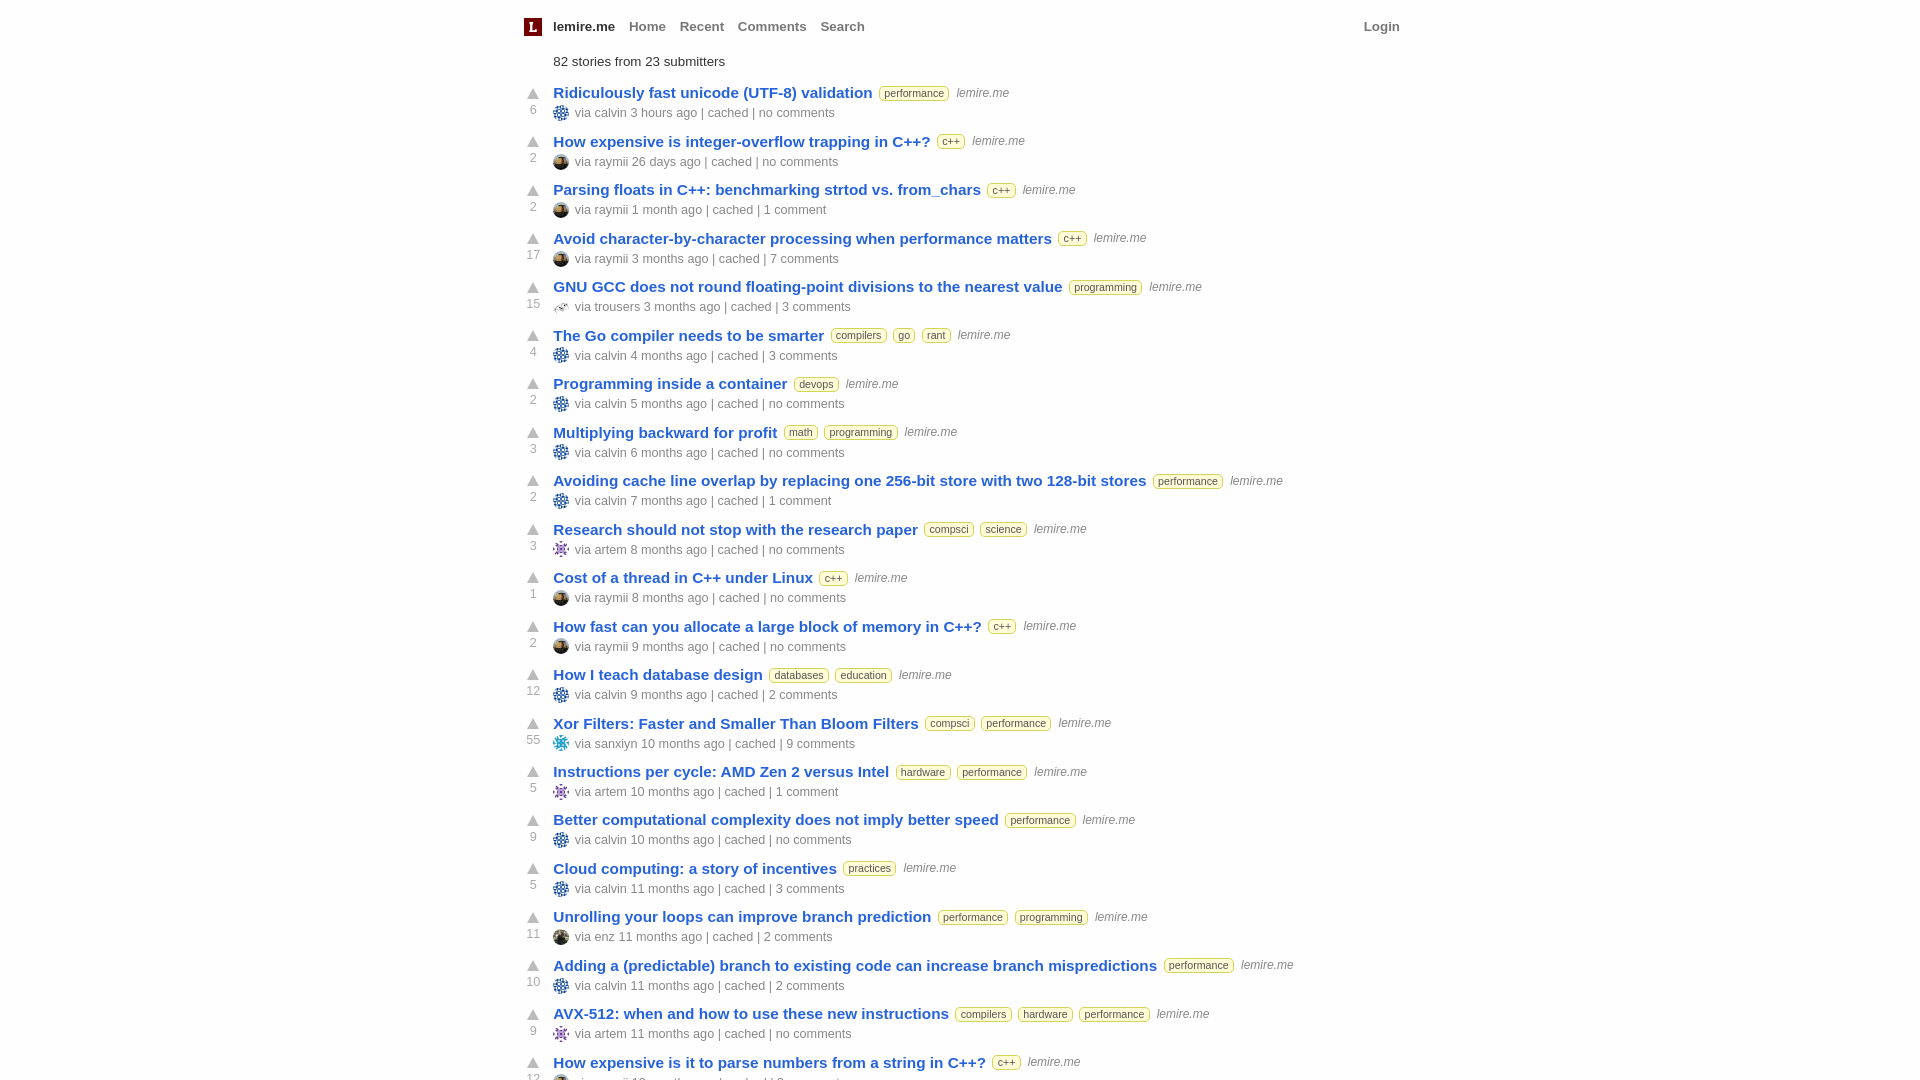 L lemire.me Home Recent Comments Search Login
82 stories from 23 submitters
Ridiculously fast unicode (UTF-8) validation performance lemire.me
6 via calvin 3 hours ago | cached | no comments
How expensive is integer-overflow trapping in C++? c++ lemire.me
2 via raymii 26 days ago | cached | no comments
Parsing floats in C++: benchmarking strtod vs. from_chars c++ lemire.me
2 via raymii 1 month ago | cached | 1 comment
Avoid character-by-character processing when performance matters c++ lemire.me
17 via raymii 3 months ago | cached | 7 comments
GNU GCC does not round floating-point divisions to the nearest value programming lemire.me
15 via trousers 3 months ago | cached | 3 comments
The Go compiler needs to be smarter compilers go rant lemire.me
4 via calvin 4 months ago | cached | 3 comments
Programming inside a container devops lemire.me
2 via calvin 5 months ago | cached | no comments
Multiplying backward for profit math programming lemire.me
3 via calvin 6 months ago | cached | no comments
Avoiding cache line overlap by replacing one 256-bit store with two 128-bit stores performance lemire.me
2 via calvin 7 months ago | cached | 1 comment
Research should not stop with the research paper compsci science lemire.me
3 via artem 8 months ago | cached | no comments
Cost of a thread in C++ under Linux c++ lemire.me
1 via raymii 8 months ago | cached | no comments
How fast can you allocate a large block of memory in C++? c++ lemire.me
2 via raymii 9 months ago | cached | no comments
How I teach database design databases education lemire.me
12 via calvin 9 months ago | cached | 2 comments
Xor Filters: Faster and Smaller Than Bloom Filters compsci performance lemire.me
55 via sanxiyn 10 months ago | cached | 9 comments
Instructions per cycle: AMD Zen 2 versus Intel hardware performance lemire.me
5 via artem 10 months ago | cached | 1 comment
Better computational complexity does not imply better speed performance lemire.me
9 via calvin 10 months ago | cached | no comments
Cloud computing: a story of incentives practices lemire.me
5 via calvin 11 months ago | cached | 3 comments
Unrolling your loops can improve branch prediction performance programming lemire.me
11 via enz 11 months ago | cached | 2 comments
Adding a (predictable) branch to existing code can increase branch mispredictions performance lemire.me
10 via calvin 11 months ago | cached | 2 comments
AVX-512: when and how to use these new instructions compilers hardware performance lemire.me
9 via artem 11 months ago | cached | no comments
How expensive is it to parse numbers from a string in C++? c++ lemire.me